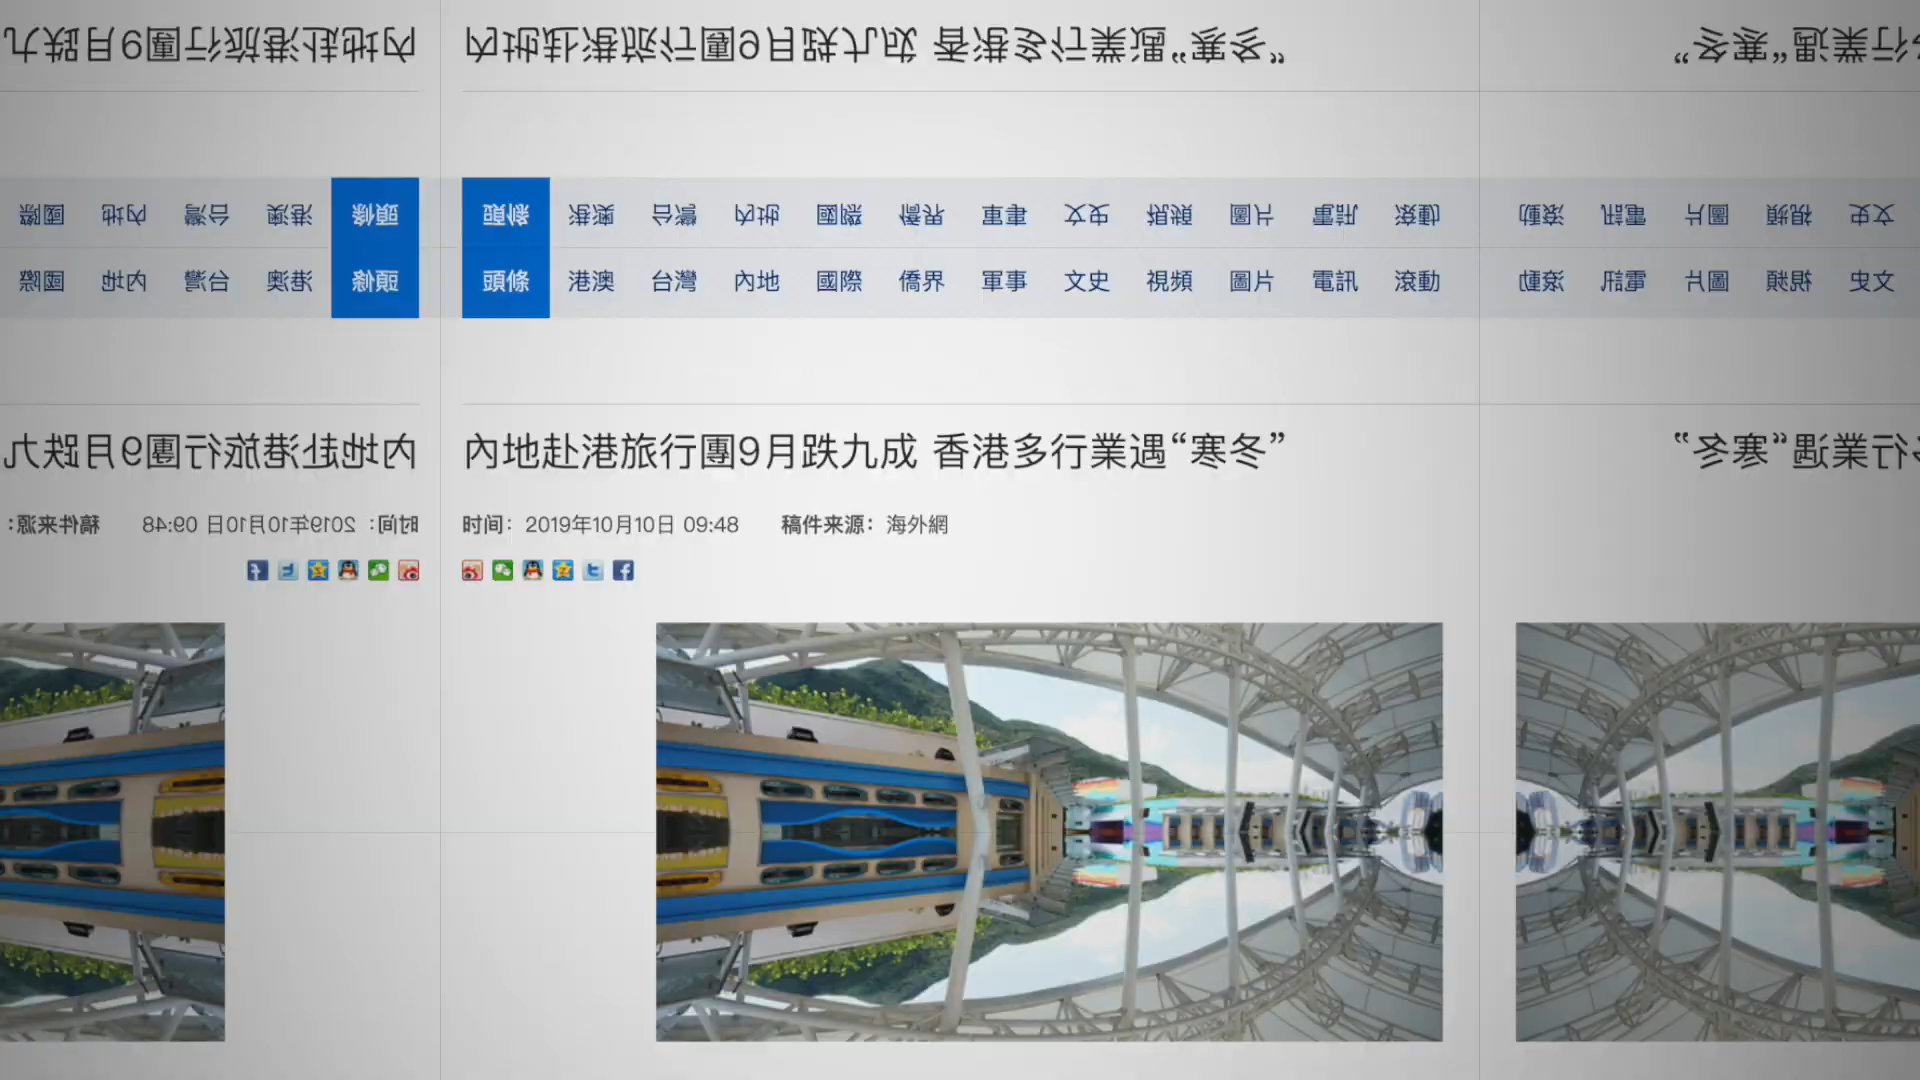 頭條 港澳 台灣 內地 國際 僑界 軍事 文史 視頻 圖片 電訊 滾動
內地赴港旅行團9月跌九成 香港多行業遇“寒冬”
时间： 2019年10月10日 09:48 稿件来源： 海外網